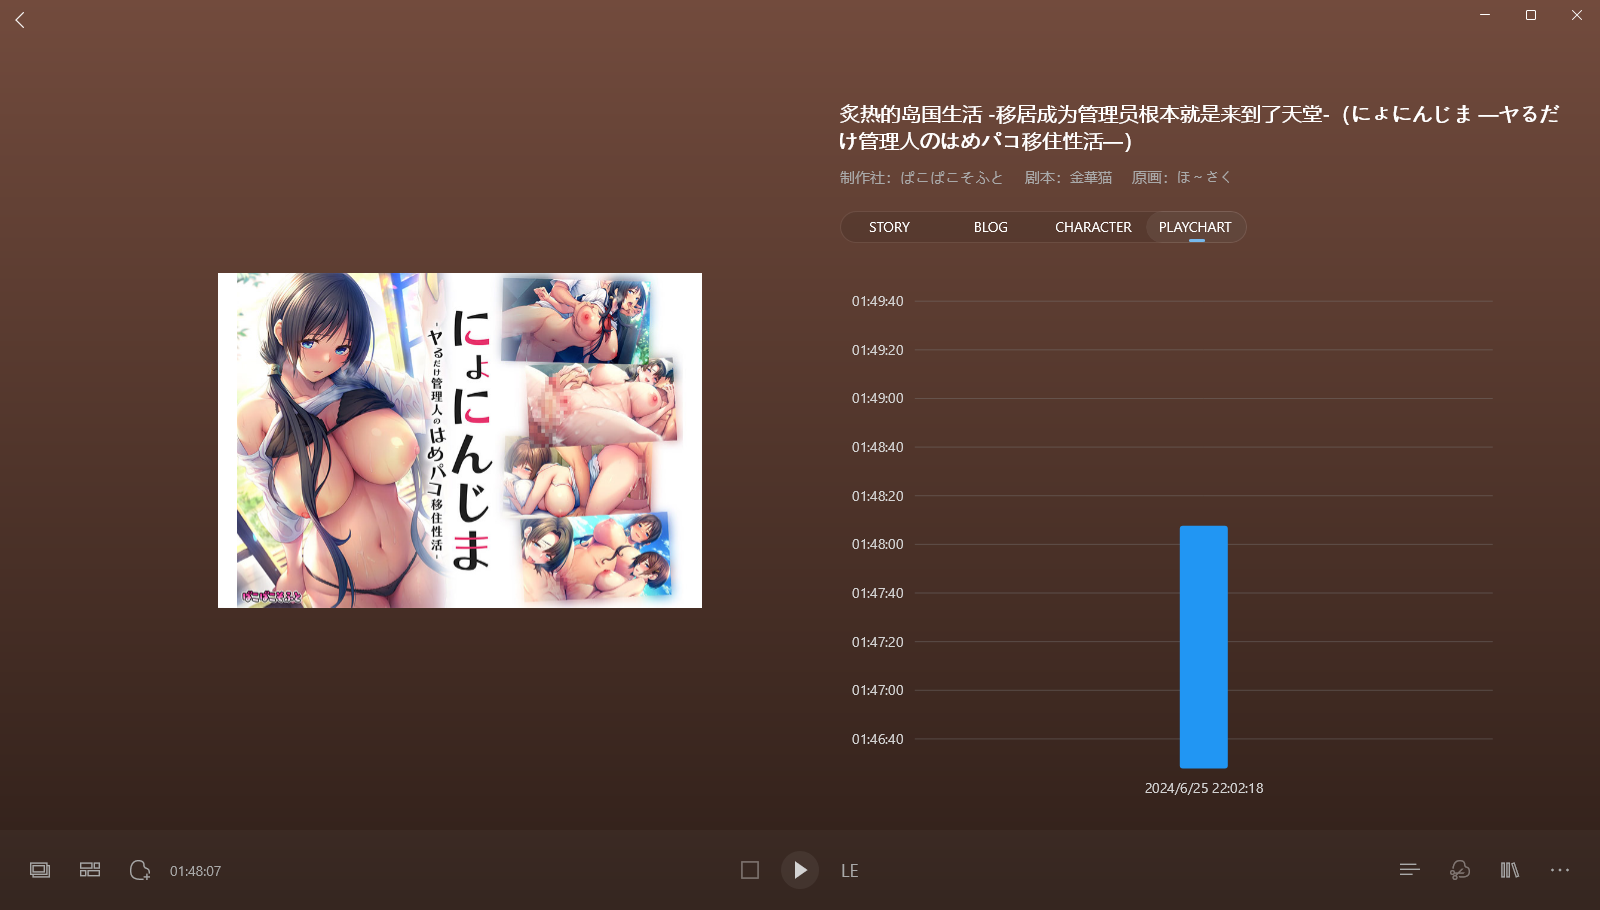 炙热的岛国生活 -移居成为管理员根本就是来到了天堂-（にょにんじま —ヤるだ
け管理人のはめパコ移住性活—）
制作社：ぱこぱこそふと 剧本：金華猫 原画：ほ～さく
STORY BLOG CHARACTER PLAYCHART
にょにんじま
-ヤるだけ管理人のはめパコ移住性活-
ぱこぱこそふと
01:49:40
01:49:20
01:49:00
01:48:40
01:48:20
01:48:00
01:47:40
01:47:20
01:47:00
01:46:40
2024/6/25 22:02:18
01:48:07
LE